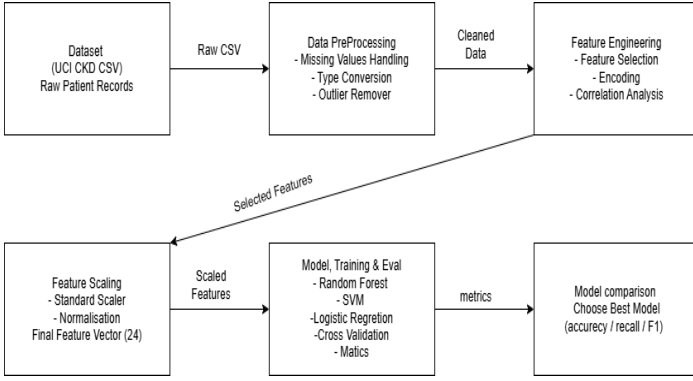 Dataset
(UCI CKD CSV)
Raw Patient Records
Raw CSV
Data PreProcessing
- Missing Values Handling
- Type Conversion
- Outlier Remover
Cleaned
Data
Feature Engineering
- Feature Selection
- Encoding
- Correlation Analysis
Selected Features
Feature Scaling
- Standard Scaler
- Normalisation
Final Feature Vector (24)
Scaled
Features
Model, Training & Eval
- Random Forest
- SVM
-Logistic Regretion
-Cross Validation
- Matics
metrics
Model comparison
Choose Best Model
(accurecy / recall / F1)